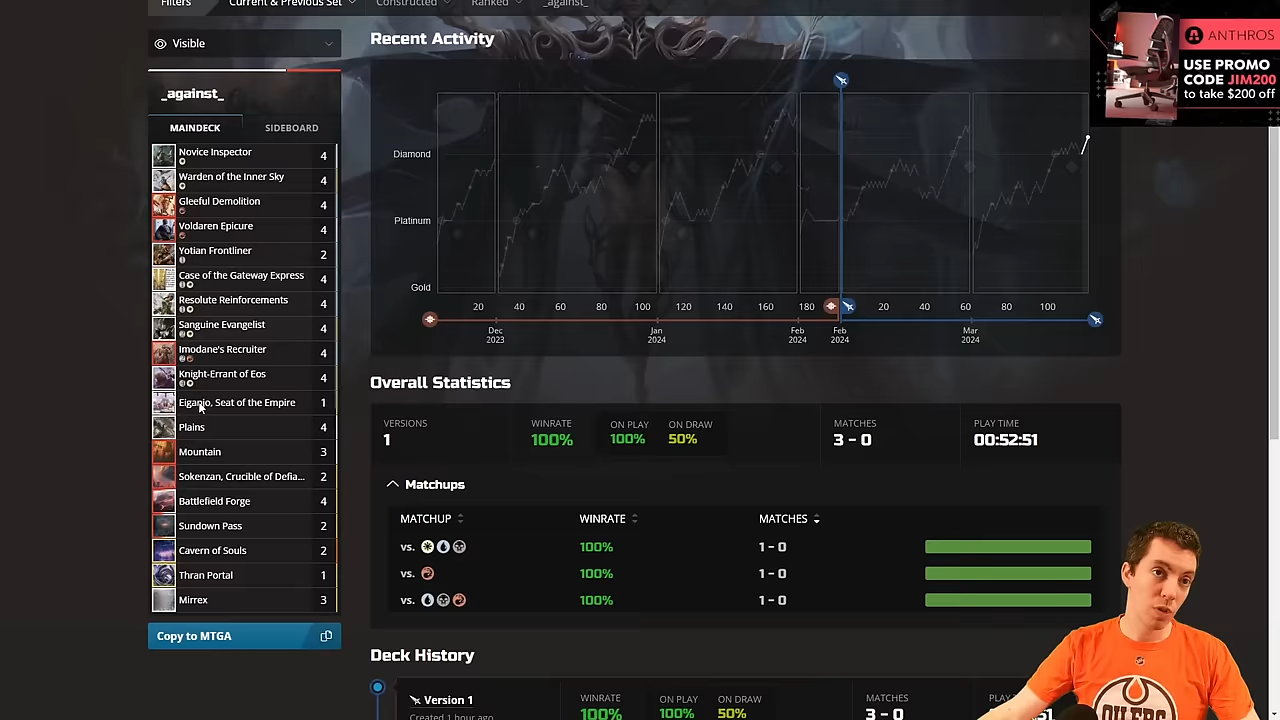 Filters
Current & Previous Set
Constructed
Ranked
_against_
Visible
_against_
MAINDECK
SIDEBOARD
Novice Inspector 4
Warden of the Inner Sky 4
Gleeful Demolition 4
Voldaren Epicure 4
Yotian Frontliner 2
Case of the Gateway Express 4
Resolute Reinforcements 4
Sanguine Evangelist 4
Imodane's Recruiter 4
Knight-Errant of Eos 4
Eiganjo, Seat of the Empire 1
Plains 4
Mountain 3
Sokenzan, Crucible of Defia... 2
Battlefield Forge 4
Sundown Pass 2
Cavern of Souls 2
Thran Portal 1
Mirrex 3
Copy to MTGA
Recent Activity
Diamond
Platinum
Gold
20 40 60 80 100 120 140 160 180 20 40 60 80 100
Dec 2023
Jan 2024
Feb 2024
Feb 2024
Mar 2024
Overall Statistics
VERSIONS
1
WINRATE
100%
ON PLAY
100%
ON DRAW
50%
MATCHES
3 - 0
PLAY TIME
00:52:51
Matchups
MATCHUP WINRATE MATCHES
vs. 100% 1 - 0
vs. 100% 1 - 0
vs. 100% 1 - 0
Deck History
Version 1
Created 1 hour ago
WINRATE
100%
ON PLAY
100%
ON DRAW
50%
MATCHES
3 - 0
ANTHROS
USE PROMO
CODE JIM200
to take $200 off
OILERS